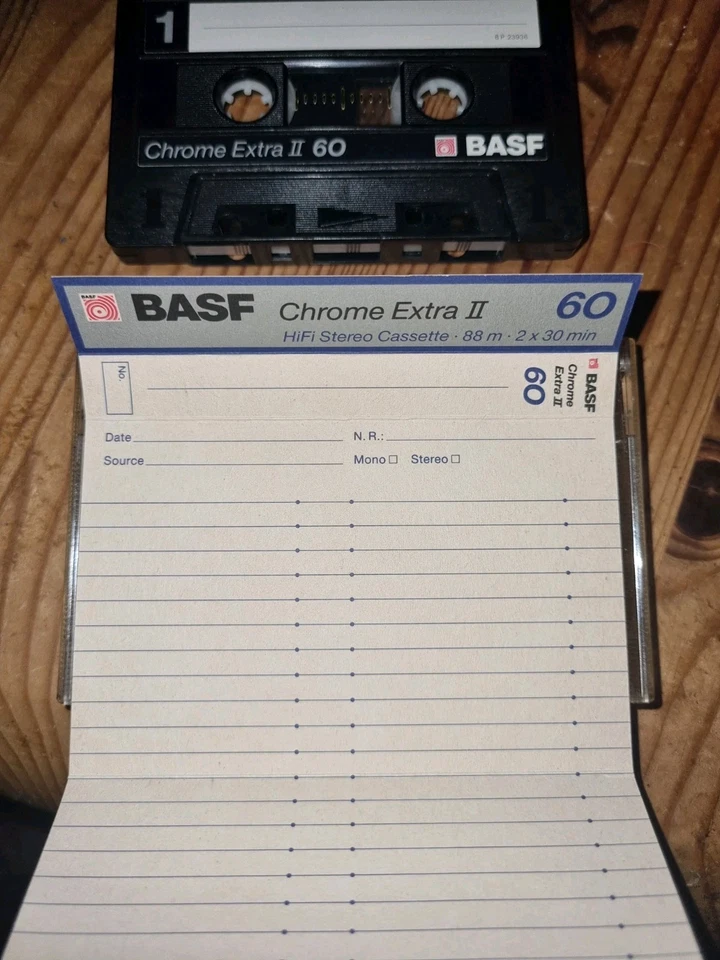 1
Chrome Extra II 60 BASF
BASF Chrome Extra II 60
HiFi Stereo Cassette · 88 m · 2 x 30 min
No.
60
Chrome
Extra II
BASF
Date
N. R.:
Source
Mono Stereo